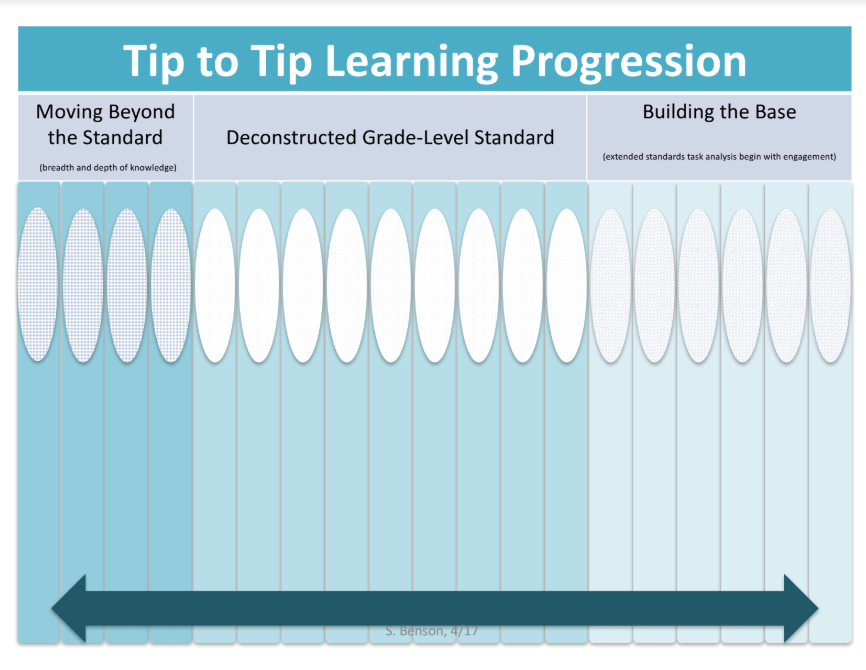 Tip to Tip Learning Progression
Moving Beyond
the Standard
(breadth and depth of knowledge)
Deconstructed Grade-Level Standard
Building the Base
(extended standards task analysis begin with engagement)
S. Benson, 4/17